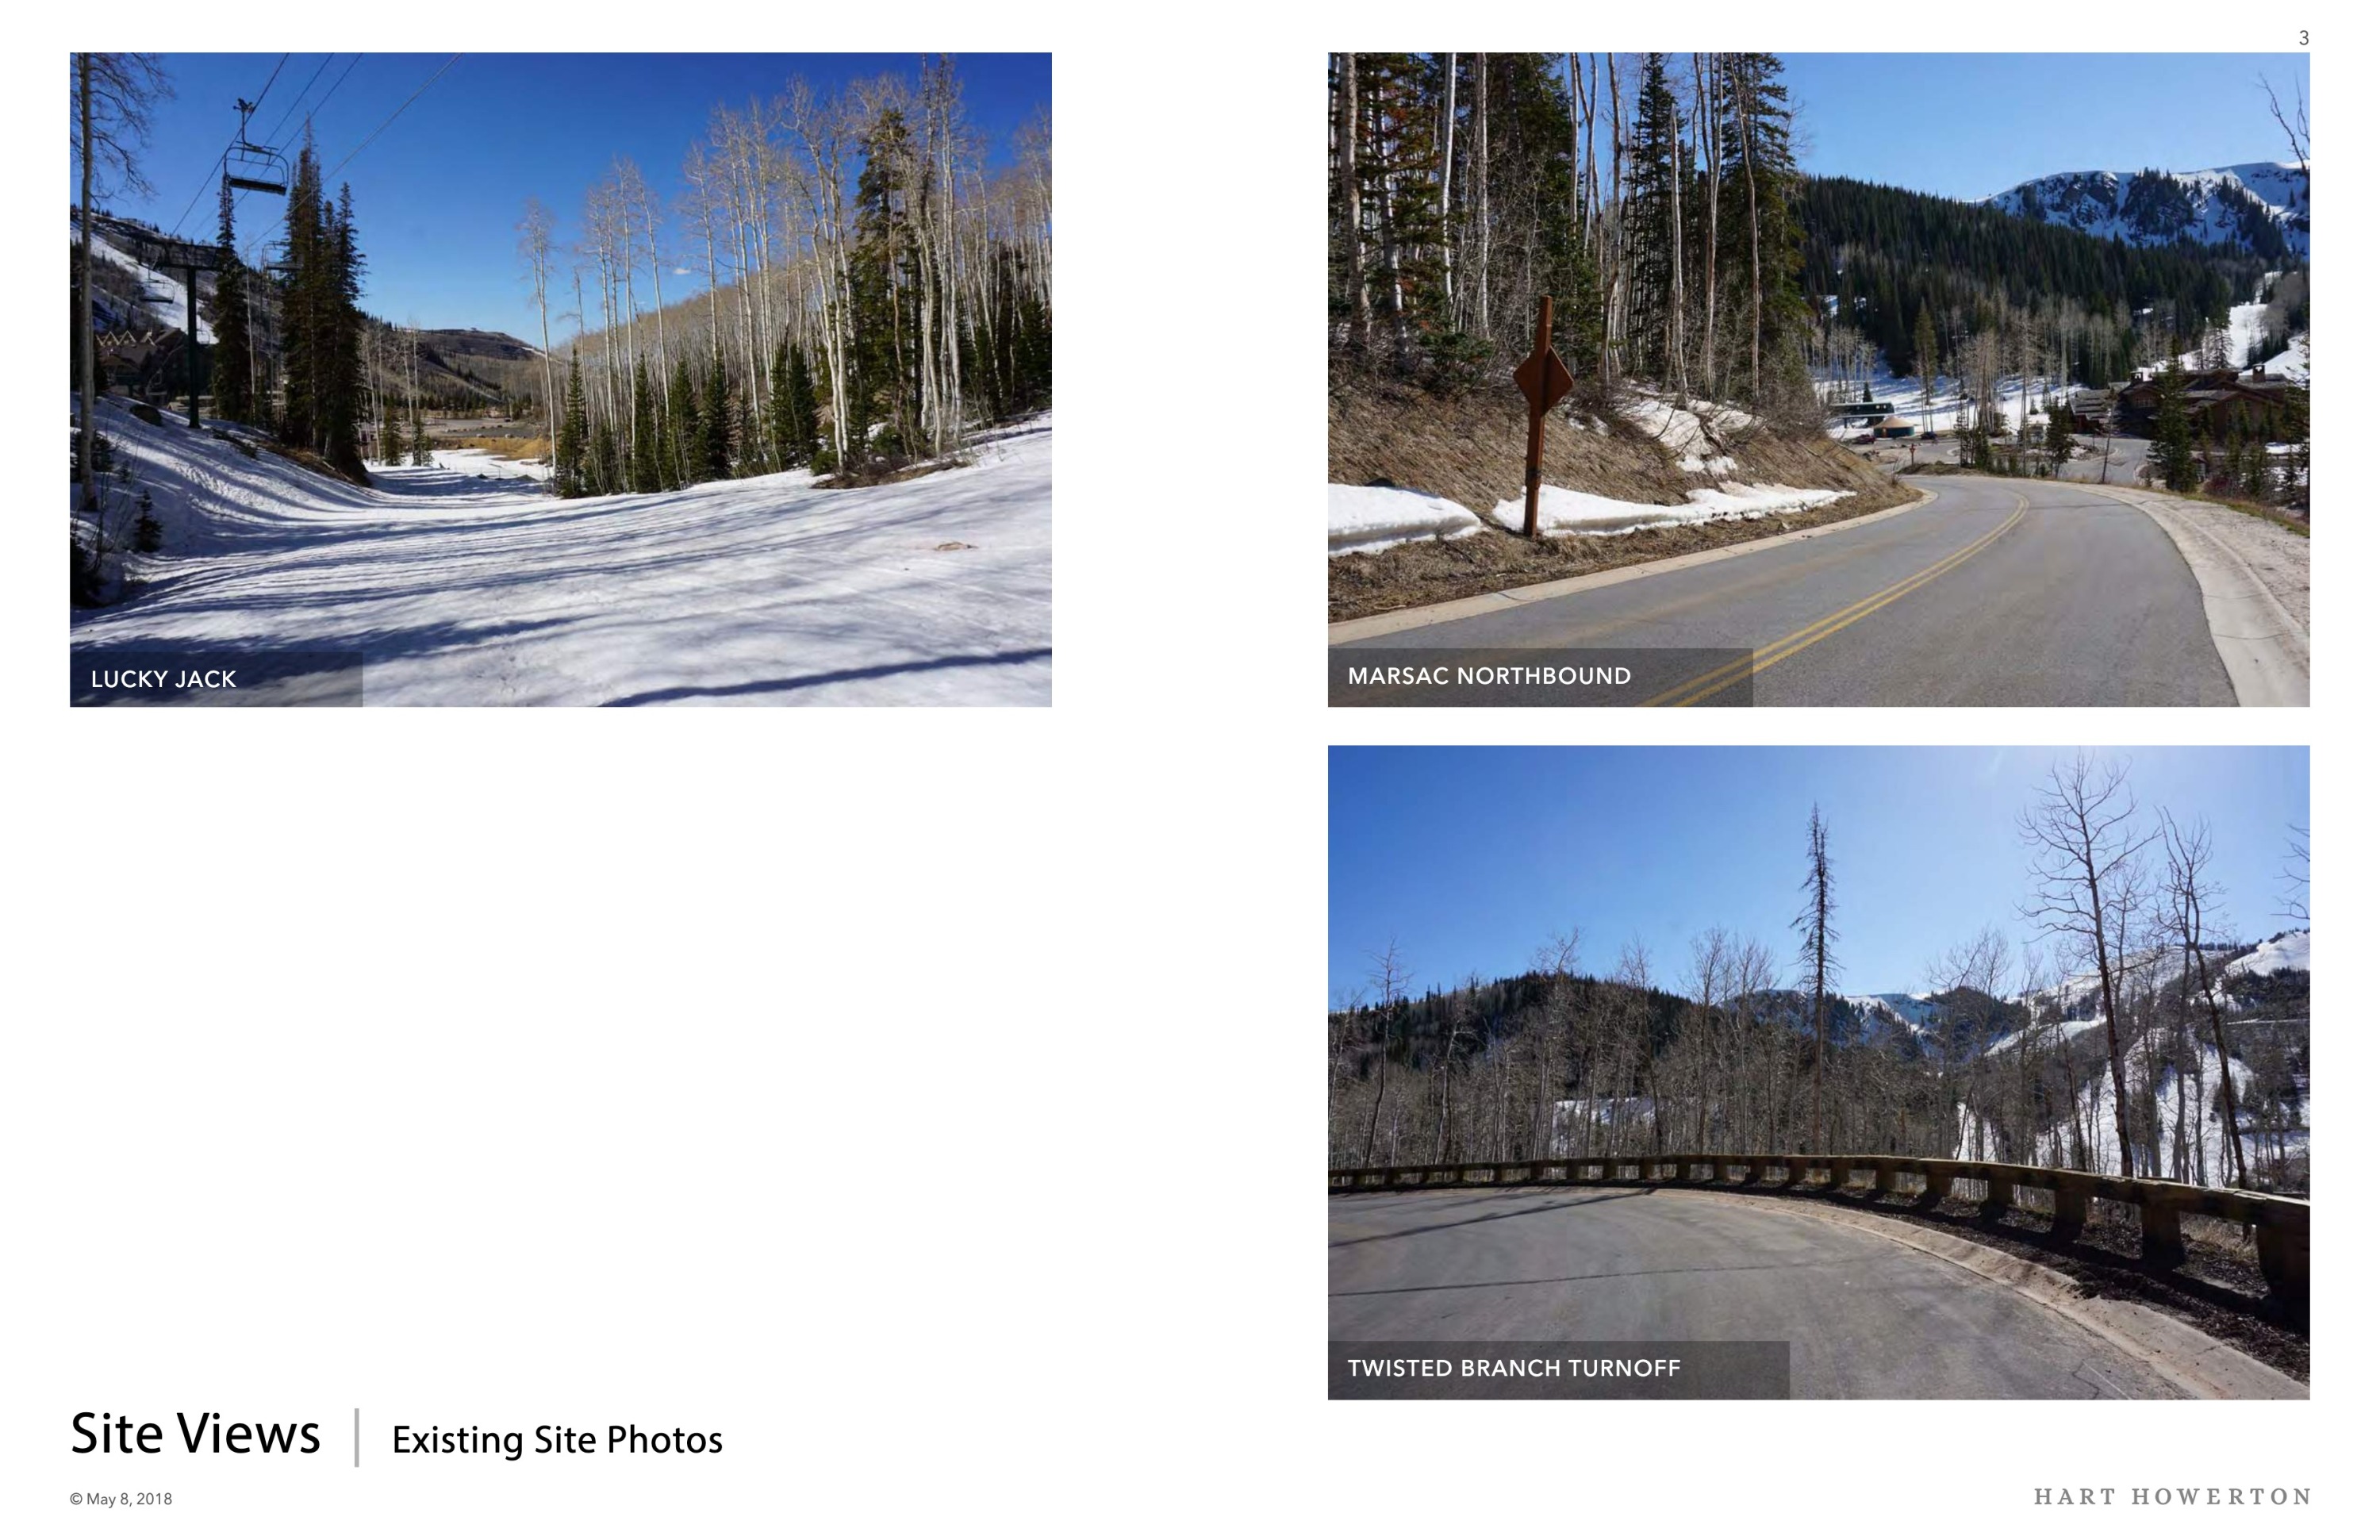 3
LUCKY JACK
MARSAC NORTHBOUND
TWISTED BRANCH TURNOFF
Site Views | Existing Site Photos
© May 8, 2018
HART HOWERTON